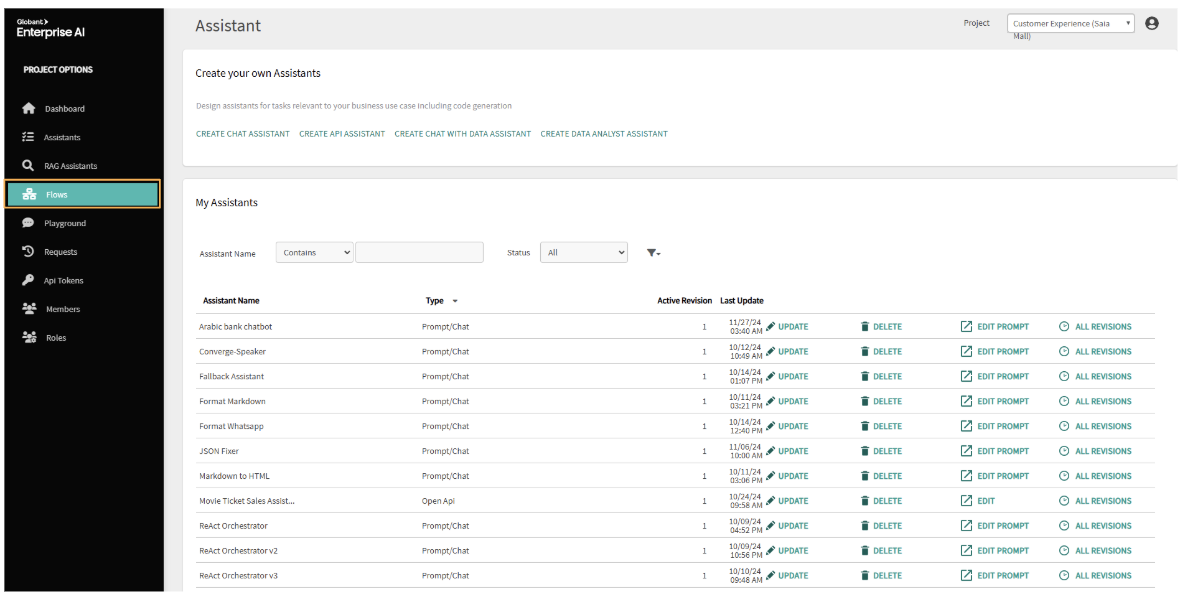 Globant
Enterprise AI
PROJECT OPTIONS
Dashboard
Assistants
RAG Assistants
Flows
Playground
Requests
Api Tokens
Members
Roles
Assistant
Project
Customer Experience (Saia
Mall)
Create your own Assistants
Design assistants for tasks relevant to your business use case including code generation
CREATE CHAT ASSISTANT CREATE API ASSISTANT CREATE CHAT WITH DATA ASSISTANT CREATE DATA ANALYST ASSISTANT
My Assistants
Assistant Name Contains Status All
Assistant Name Type Active Revision Last Update
Arabic bank chatbot Prompt/Chat 1 11/27/24 03:40 AM UPDATE DELETE EDIT PROMPT ALL REVISIONS
Converge-Speaker Prompt/Chat 1 10/12/24 10:49 AM UPDATE DELETE EDIT PROMPT ALL REVISIONS
Fallback Assistant Prompt/Chat 1 10/14/24 01:07 PM UPDATE DELETE EDIT PROMPT ALL REVISIONS
Format Markdown Prompt/Chat 1 10/11/24 03:21 PM UPDATE DELETE EDIT PROMPT ALL REVISIONS
Format Whatsapp Prompt/Chat 1 10/14/24 12:40 PM UPDATE DELETE EDIT PROMPT ALL REVISIONS
JSON Fixer Prompt/Chat 1 11/06/24 10:00 AM UPDATE DELETE EDIT PROMPT ALL REVISIONS
Markdown to HTML Prompt/Chat 1 10/11/24 03:06 PM UPDATE DELETE EDIT PROMPT ALL REVISIONS
Movie Ticket Sales Assist... Open Api 1 10/24/24 09:58 AM UPDATE DELETE EDIT ALL REVISIONS
ReAct Orchestrator Prompt/Chat 1 10/09/24 04:52 PM UPDATE DELETE EDIT PROMPT ALL REVISIONS
ReAct Orchestrator v2 Prompt/Chat 1 10/09/24 10:56 PM UPDATE DELETE EDIT PROMPT ALL REVISIONS
ReAct Orchestrator v3 Prompt/Chat 1 10/10/24 09:48 AM UPDATE DELETE EDIT PROMPT ALL REVISIONS